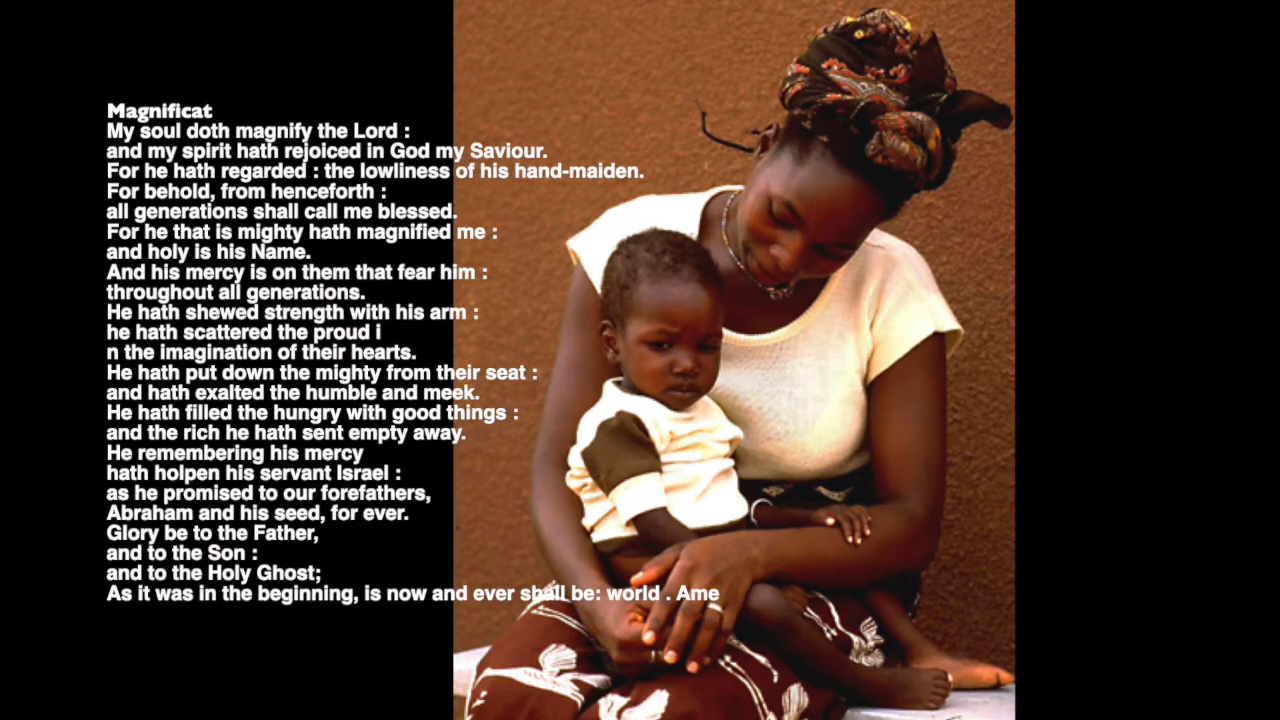 Magnificat
My soul doth magnify the Lord :
and my spirit hath rejoiced in God my Saviour.
For he hath regarded : the lowliness of his hand-maiden.
For behold, from henceforth :
all generations shall call me blessed.
For he that is mighty hath magnified me :
and holy is his Name.
And his mercy is on them that fear him :
throughout all generations.
He hath shewed strength with his arm :
he hath scattered the proud i
n the imagination of their hearts.
He hath put down the mighty from their seat :
and hath exalted the humble and meek.
He hath filled the hungry with good things :
and the rich he hath sent empty away.
He remembering his mercy
hath holpen his servant Israel :
as he promised to our forefathers,
Abraham and his seed, for ever.
Glory be to the Father,
and to the Son :
and to the Holy Ghost;
As it was in the beginning, is now and ever shall be: world . Ame